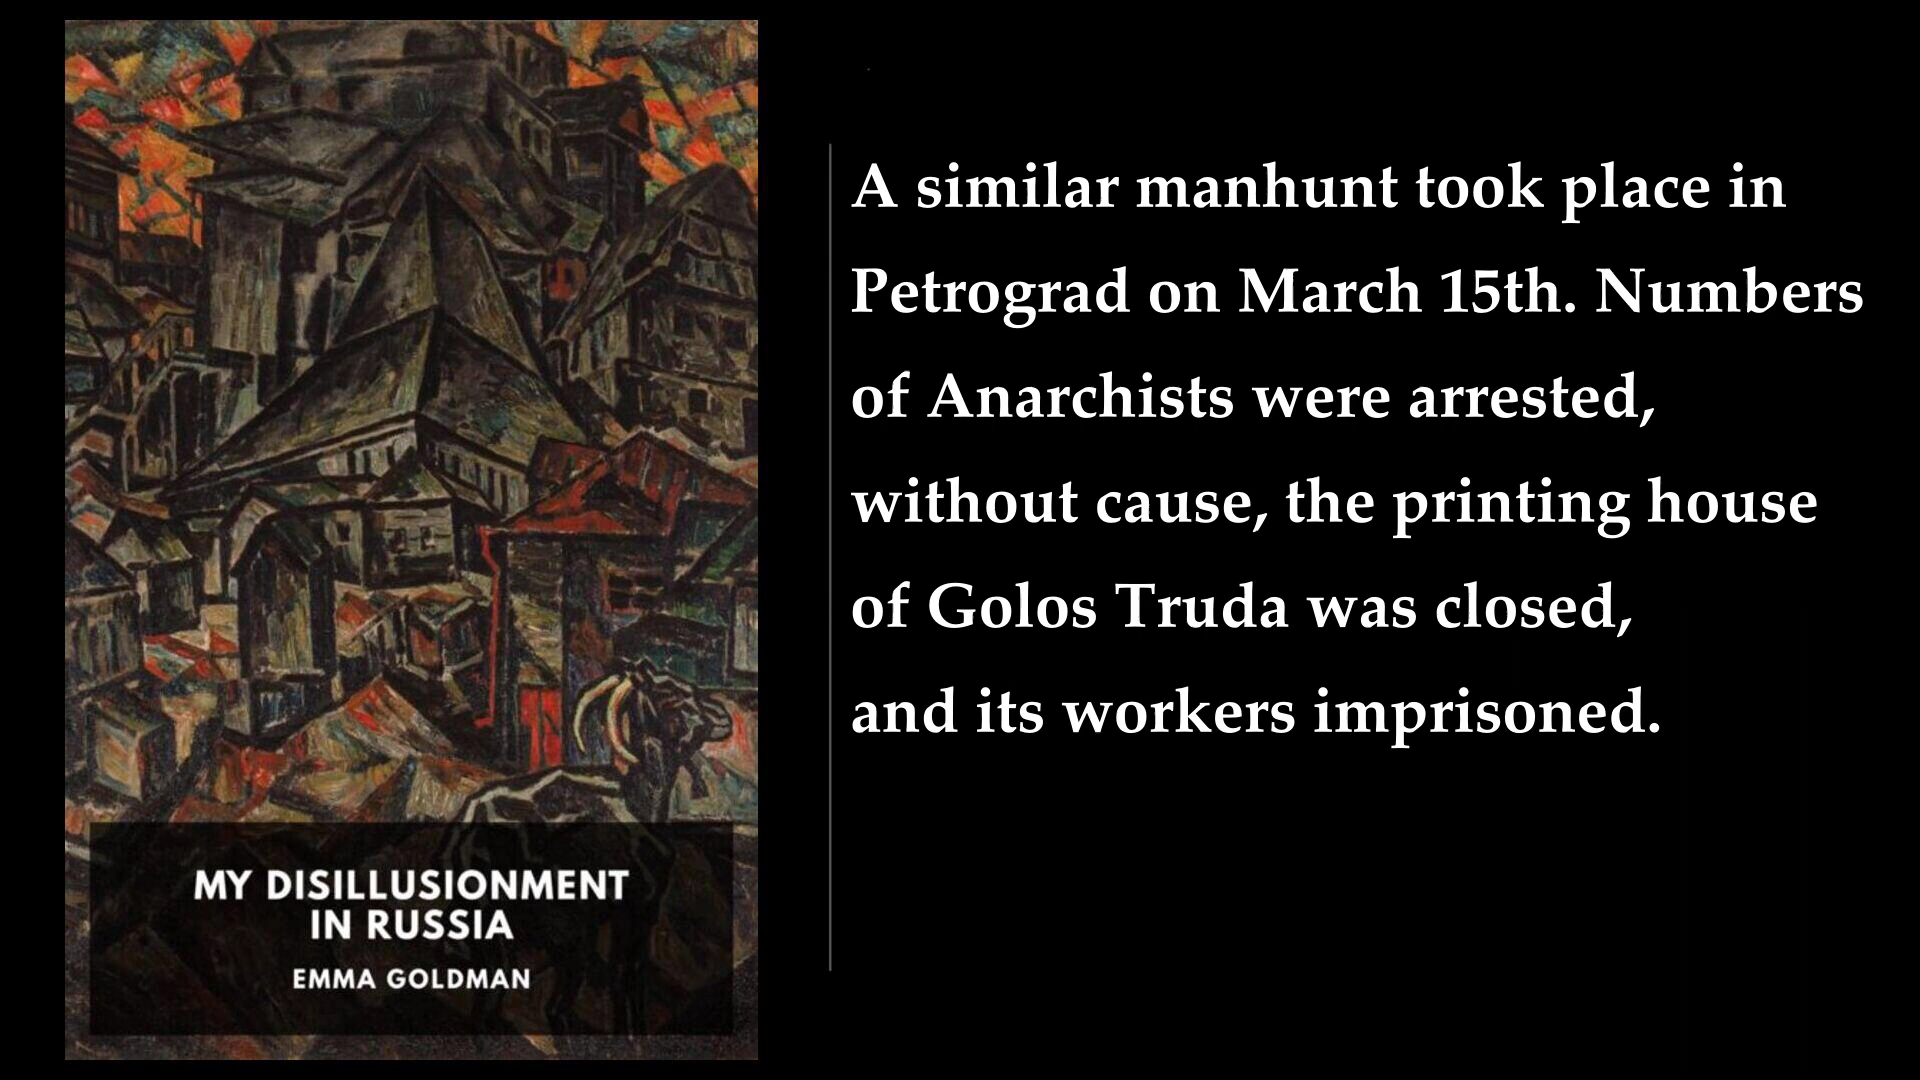 MY DISILLUSIONMENT
IN RUSSIA
EMMA GOLDMAN
A similar manhunt took place in
Petrograd on March 15th. Numbers
of Anarchists were arrested,
without cause, the printing house
of Golos Truda was closed,
and its workers imprisoned.